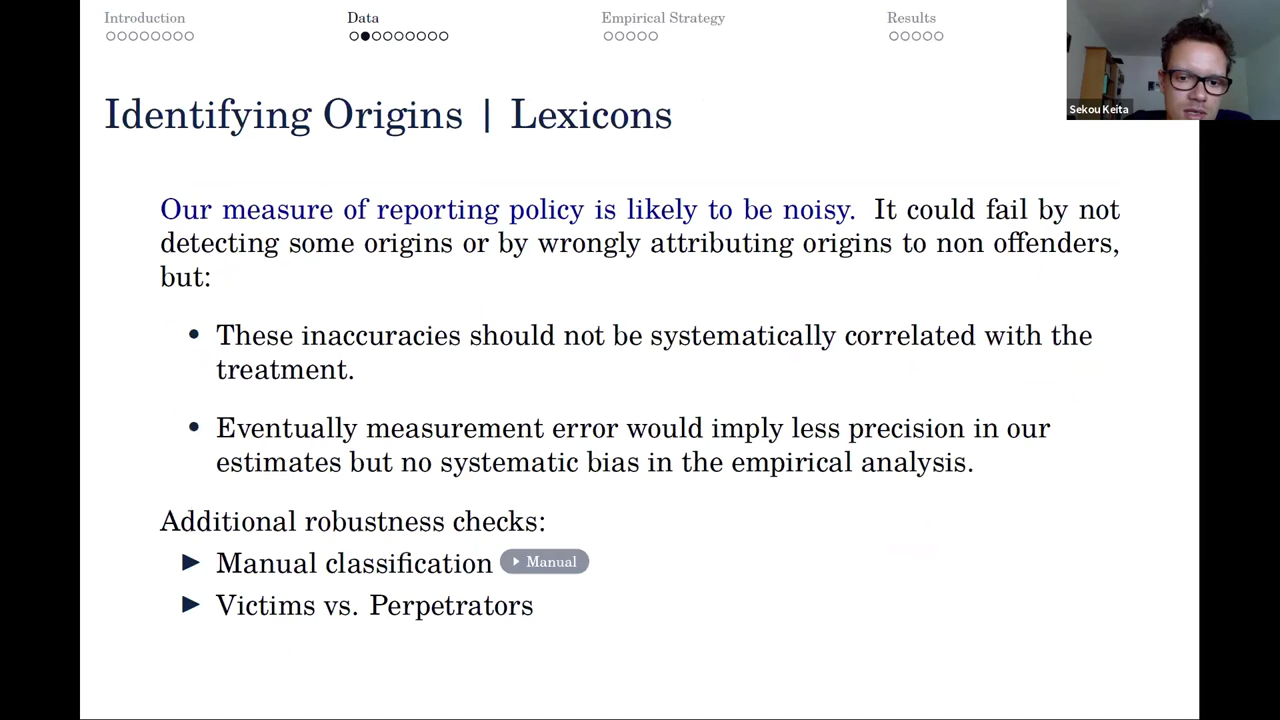 Introduction
Data
Empirical Strategy
Results
Sekou Keita
Identifying Origins | Lexicons
Our measure of reporting policy is likely to be noisy. It could fail by not
detecting some origins or by wrongly attributing origins to non offenders,
but:
• These inaccuracies should not be systematically correlated with the
treatment.
• Eventually measurement error would imply less precision in our
estimates but no systematic bias in the empirical analysis.
Additional robustness checks:
▶ Manual classification ▶ Manual
▶ Victims vs. Perpetrators